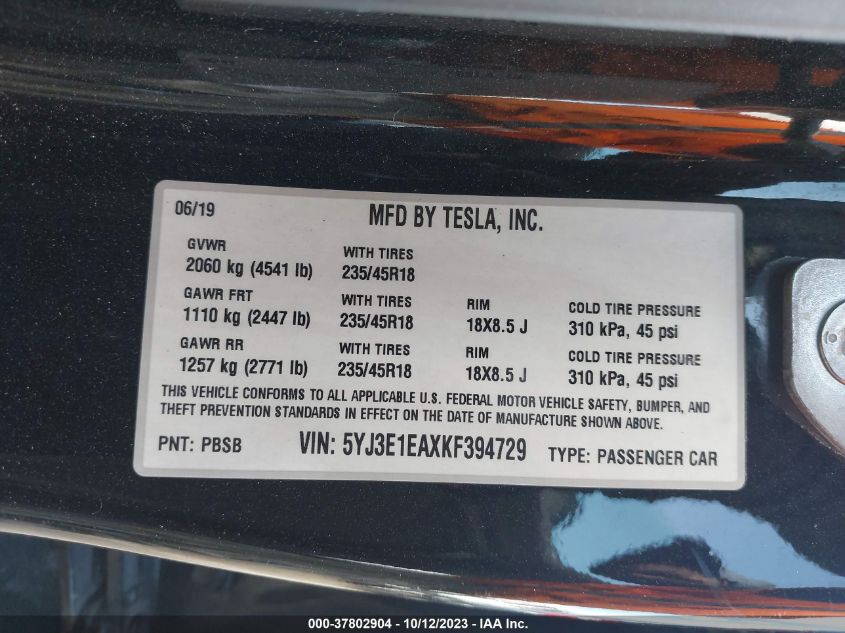 06/19 MFD BY TESLA, INC.
GVWR WITH TIRES
2060 kg (4541 lb) 235/45R18
GAWR FRT WITH TIRES RIM COLD TIRE PRESSURE
1110 kg (2447 lb) 235/45R18 18X8.5 J 310 kPa, 45 psi
GAWR RR WITH TIRES RIM COLD TIRE PRESSURE
1257 kg (2771 lb) 235/45R18 18X8.5 J 310 kPa, 45 psi
THIS VEHICLE CONFORMS TO ALL APPLICABLE U.S. FEDERAL MOTOR VEHICLE SAFETY, BUMPER, AND
THEFT PREVENTION STANDARDS IN EFFECT ON THE DATE OF MANUFACTURE SHOWN ABOVE.
PNT: PBSB VIN: 5YJ3E1EAXKF394729 TYPE: PASSENGER CAR
000-37802904 - 10/12/2023 - IAA Inc.